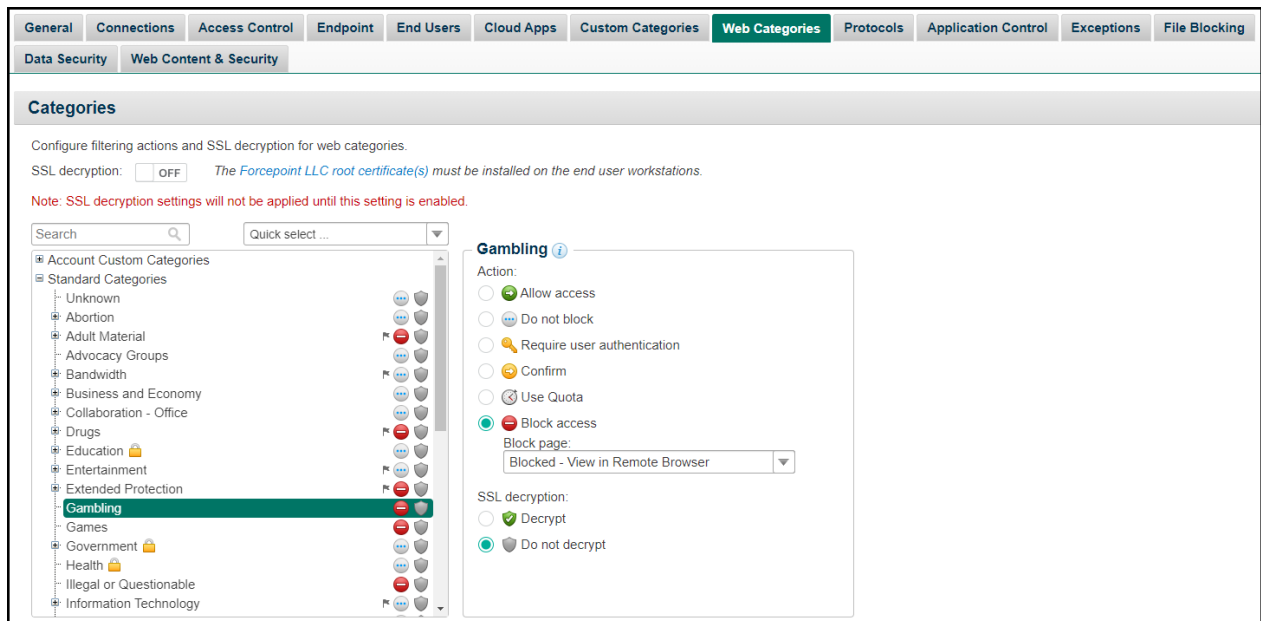 General Connections Access Control Endpoint End Users Cloud Apps Custom Categories Web Categories Protocols Application Control Exceptions File Blocking
Data Security Web Content & Security
Categories
Configure filtering actions and SSL decryption for web categories.
SSL decryption: OFF The Forcepoint LLC root certificate(s) must be installed on the end user workstations.
Note: SSL decryption settings will not be applied until this setting is enabled.
Search Quick select ...
Account Custom Categories
Standard Categories
Unknown
Abortion
Adult Material
Advocacy Groups
Bandwidth
Business and Economy
Collaboration - Office
Drugs
Education
Entertainment
Extended Protection
Gambling
Games
Government
Health
Illegal or Questionable
Information Technology
Gambling
Action:
Allow access
Do not block
Require user authentication
Confirm
Use Quota
Block access
Block page:
Blocked - View in Remote Browser
SSL decryption:
Decrypt
Do not decrypt